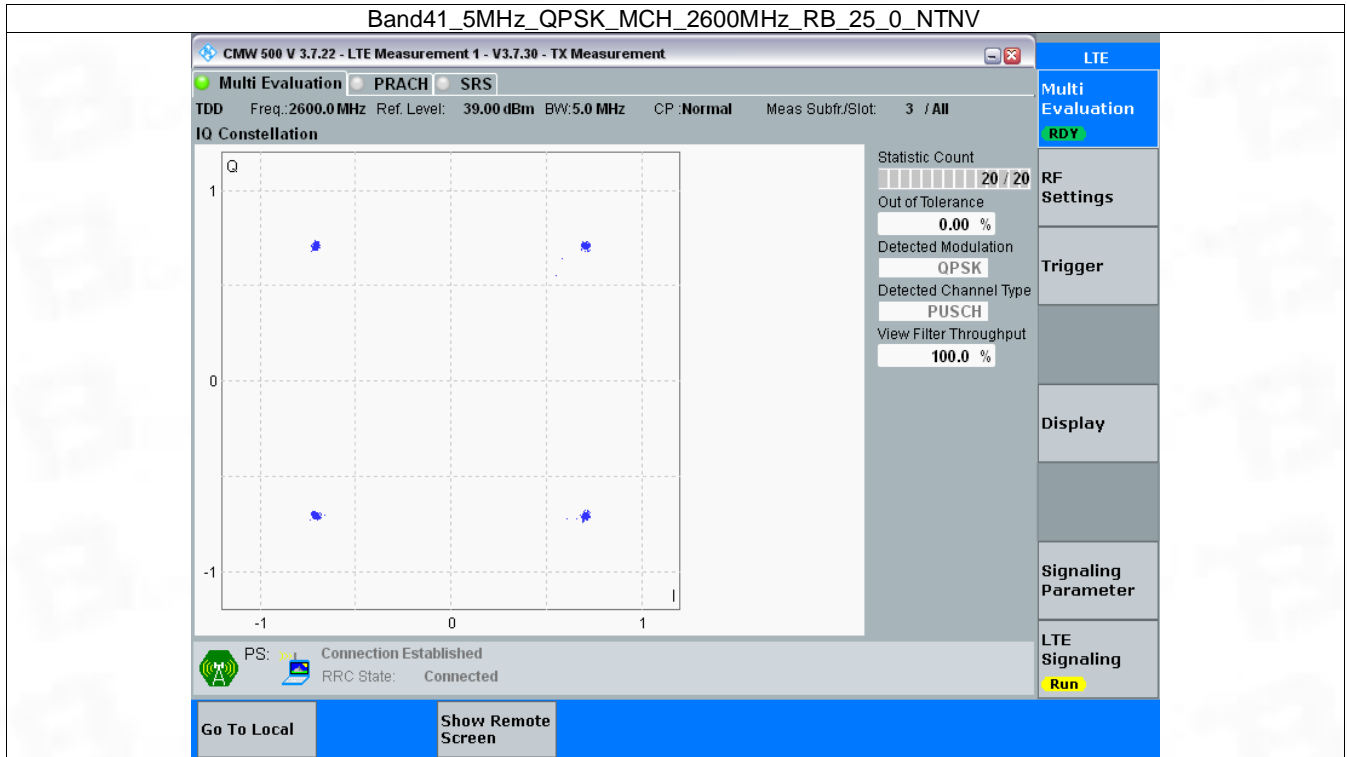 Band41_5MHz_QPSK_MCH_2600MHz_RB_25_0_NTNV
CMW 500 V 3.7.22 - LTE Measurement 1 - V3.7.30 - TX Measurement
LTE
Multi Evaluation PRACH SRS
TDD Freq.:2600.0 MHz Ref. Level: 39.00 dBm BW:5.0 MHz CP :Normal Meas Subfr./Slot: 3 / All
IQ Constellation
Q
1
0
-1
I
-1 0 1
Statistic Count
20 / 20
Out of Tolerance
0.00 %
Detected Modulation
QPSK
Detected Channel Type
PUSCH
View Filter Throughput
100.0 %
Multi
Evaluation
RDY
RF
Settings
Trigger
Display
Signaling
Parameter
LTE
Signaling
Run
PS: Connection Established
RRC State: Connected
Go To Local
Show Remote
Screen